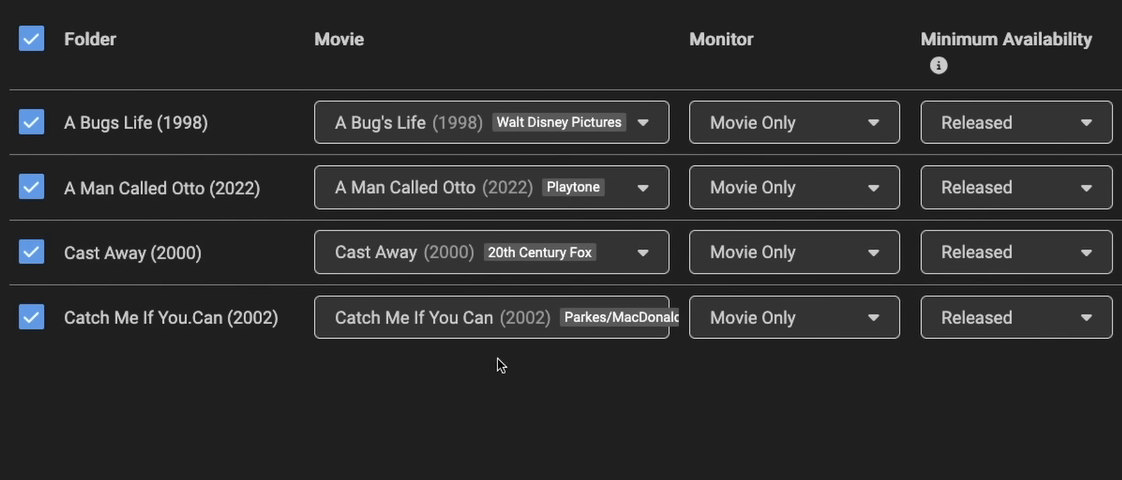 Folder Movie Monitor Minimum Availability
A Bugs Life (1998) A Bug's Life (1998) Walt Disney Pictures Movie Only Released
A Man Called Otto (2022) A Man Called Otto (2022) Playtone Movie Only Released
Cast Away (2000) Cast Away (2000) 20th Century Fox Movie Only Released
Catch Me If You.Can (2002) Catch Me If You Can (2002) Parkes/MacDonald Movie Only Released